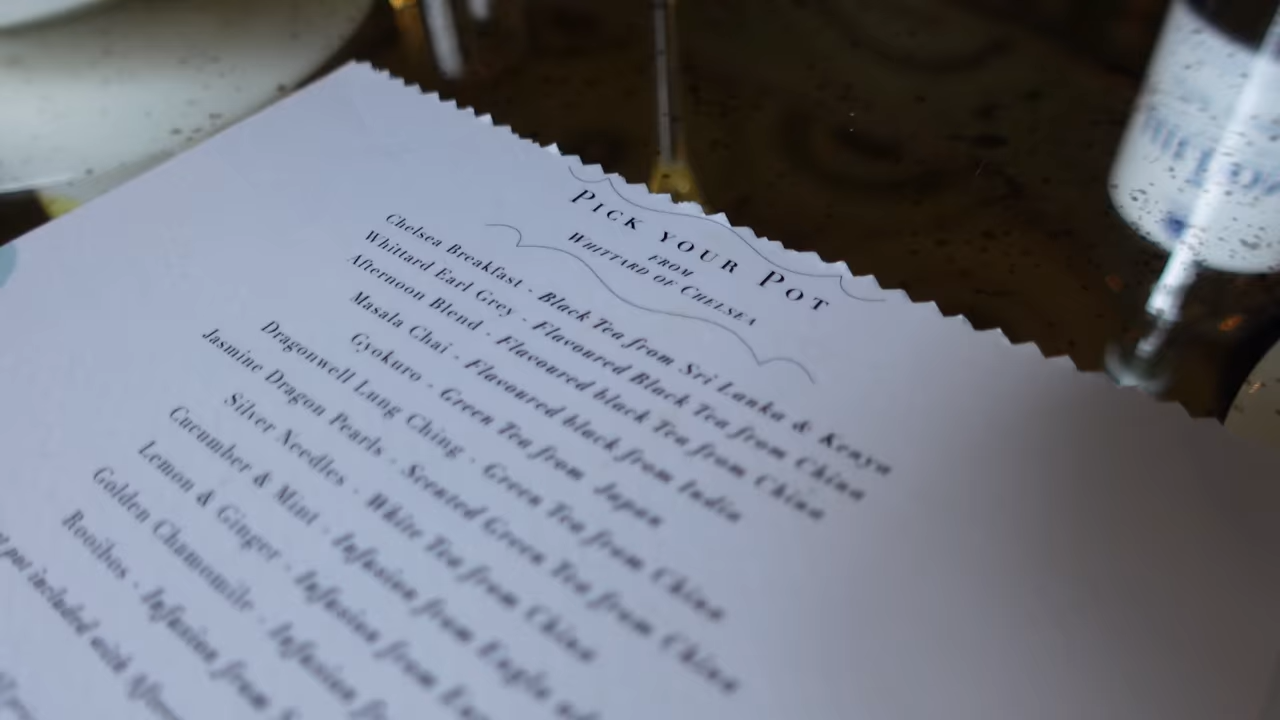 PICK YOUR POT
FROM
WHITTARD OF CHELSEA
Chelsea Breakfast - Black Tea from Sri Lanka & Kenya
Whittard Earl Grey - Flavoured Black Tea from China
Afternoon Blend - Flavoured black Tea from China
Masala Chai - Flavoured black from India
Gyokuro - Green Tea from Japan
Dragonwell Lung Ching - Green Tea from China
Jasmine Dragon Pearls - Scented Green Tea from China
Silver Needles - White Tea from China
Cucumber & Mint - Infusion from
Lemon & Ginger - Infusion from
Golden Chamomile - Infusion
Rooibos - Infusion from
pot included with